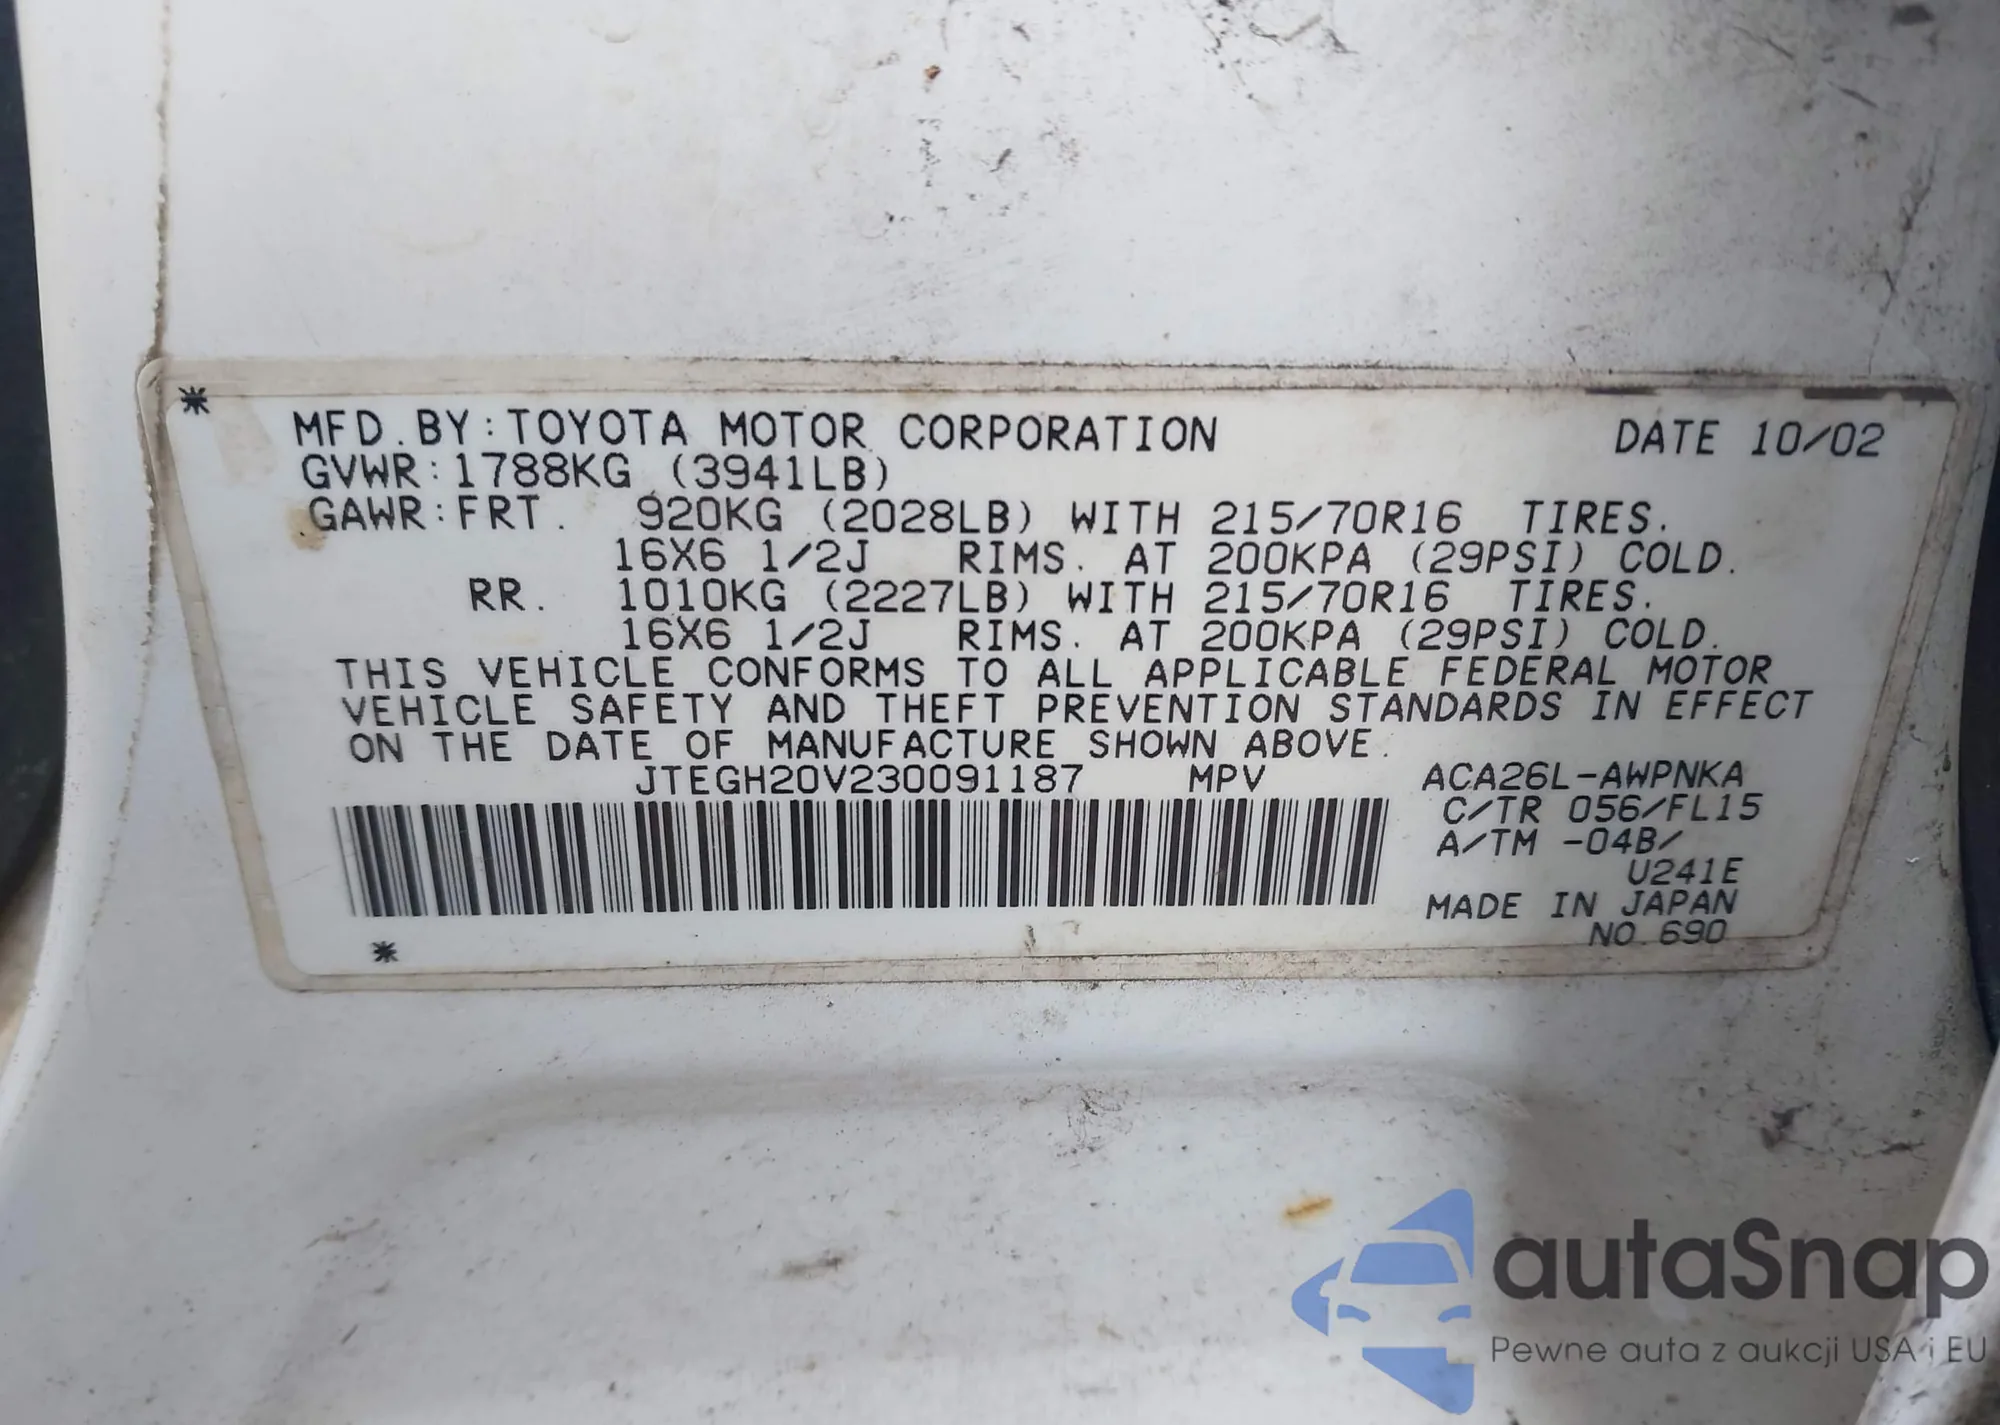 *
MFD.BY:TOYOTA MOTOR CORPORATION DATE 10/02
GVWR:1788KG (3941LB)
GAWR:FRT. 920KG (2028LB) WITH 215/70R16 TIRES.
16X6 1/2J RIMS. AT 200KPA (29PSI) COLD.
RR. 1010KG (2227LB) WITH 215/70R16 TIRES.
16X6 1/2J RIMS. AT 200KPA (29PSI) COLD.
THIS VEHICLE CONFORMS TO ALL APPLICABLE FEDERAL MOTOR
VEHICLE SAFETY AND THEFT PREVENTION STANDARDS IN EFFECT
ON THE DATE OF MANUFACTURE SHOWN ABOVE.
JTEGH20V230091187 MPV ACA26L-AWPNKA
C/TR 056/FL15
A/TM -04B/
U241E
MADE IN JAPAN
NO.690
*
autaSnap
Pewne auta z aukcji USA i EU